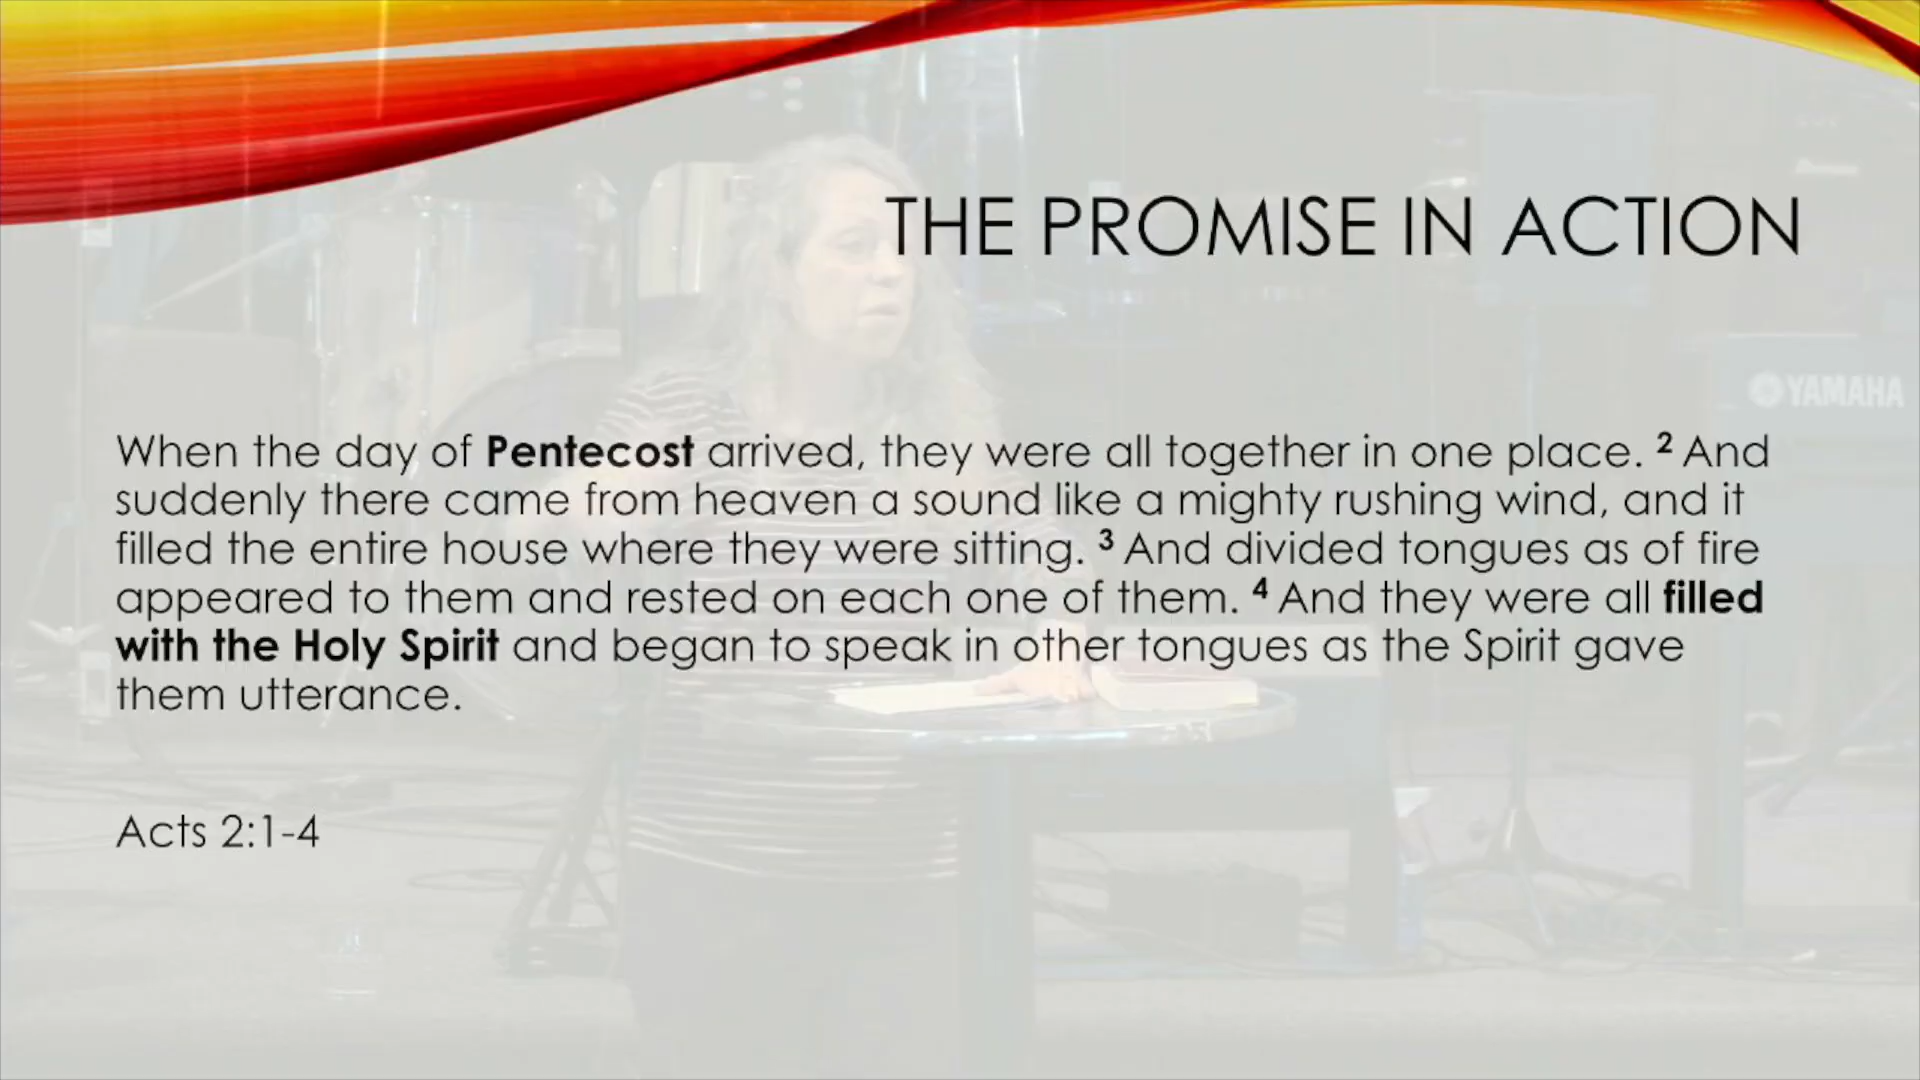 THE PROMISE IN ACTION
YAMAHA
When the day of Pentecost arrived, they were all together in one place. ² And
suddenly there came from heaven a sound like a mighty rushing wind, and it
filled the entire house where they were sitting. ³ And divided tongues as of fire
appeared to them and rested on each one of them. ⁴ And they were all filled
with the Holy Spirit and began to speak in other tongues as the Spirit gave
them utterance.
Acts 2:1-4